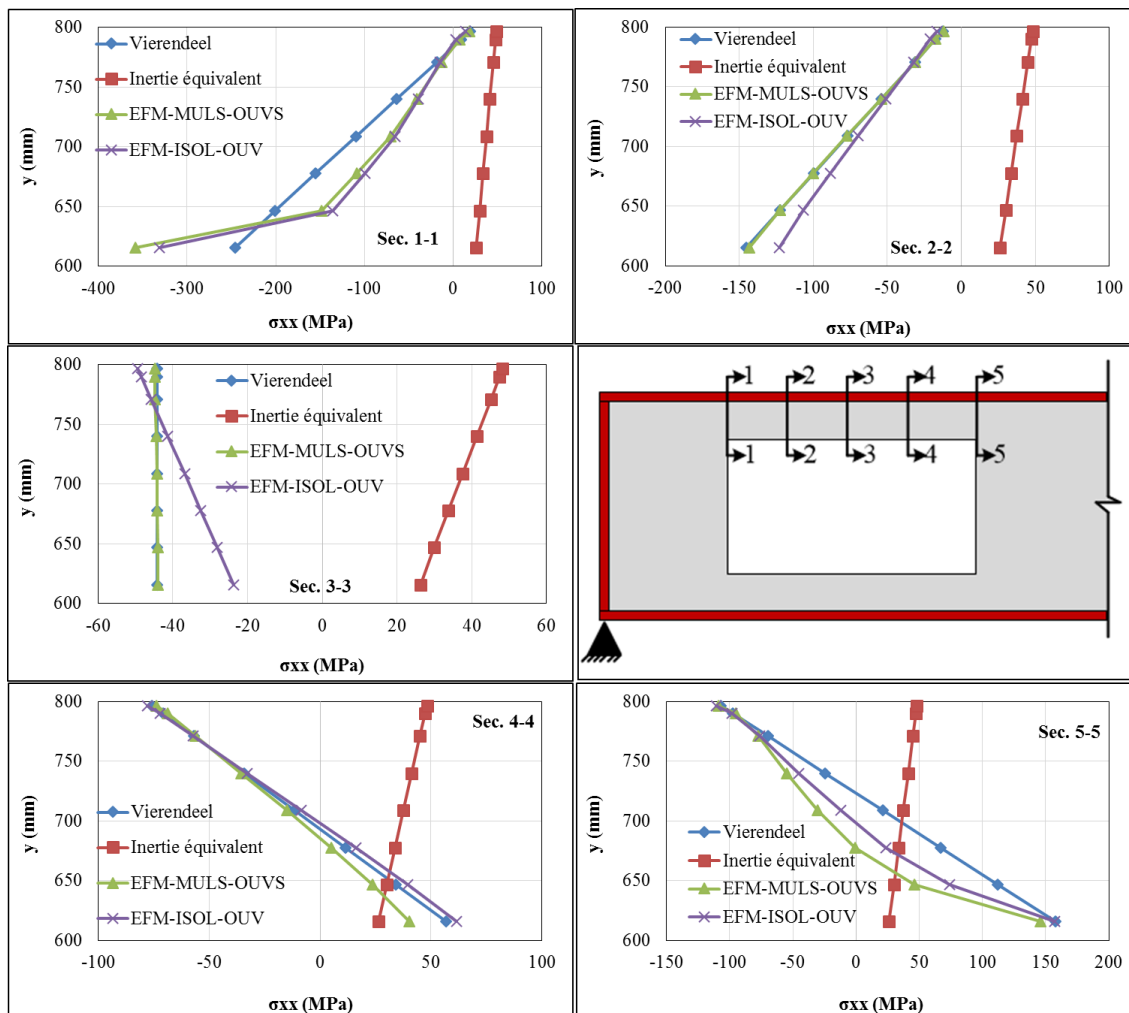 800
750
700
650
600
y (mm)
Vierendeel
Inertie équivalent
EFM-MULS-OUVS
EFM-ISOL-OUV
Sec. 1-1
-400 -300 -200 -100 0 100
σxx (MPa)
800
750
700
650
600
y (mm)
Vierendeel
Inertie équivalent
EFM-MULS-OUVS
EFM-ISOL-OUV
Sec. 2-2
-200 -150 -100 -50 0 50 100
σxx (MPa)
800
750
700
650
600
y (mm)
Vierendeel
Inertie équivalent
EFM-MULS-OUVS
EFM-ISOL-OUV
Sec. 3-3
-60 -40 -20 0 20 40 60
σxx (MPa)
1 2 3 4 5
1 2 3 4 5
800
750
700
650
600
y (mm)
Sec. 4-4
Vierendeel
Inertie équivalent
EFM-MULS-OUVS
EFM-ISOL-OUV
-100 -50 0 50 100
σxx (MPa)
800
750
700
650
600
y (mm)
Sec. 5-5
Vierendeel
Inertie équivalent
EFM-MULS-OUVS
EFM-ISOL-OUV
-150 -100 -50 0 50 100 150 200
σxx (MPa)